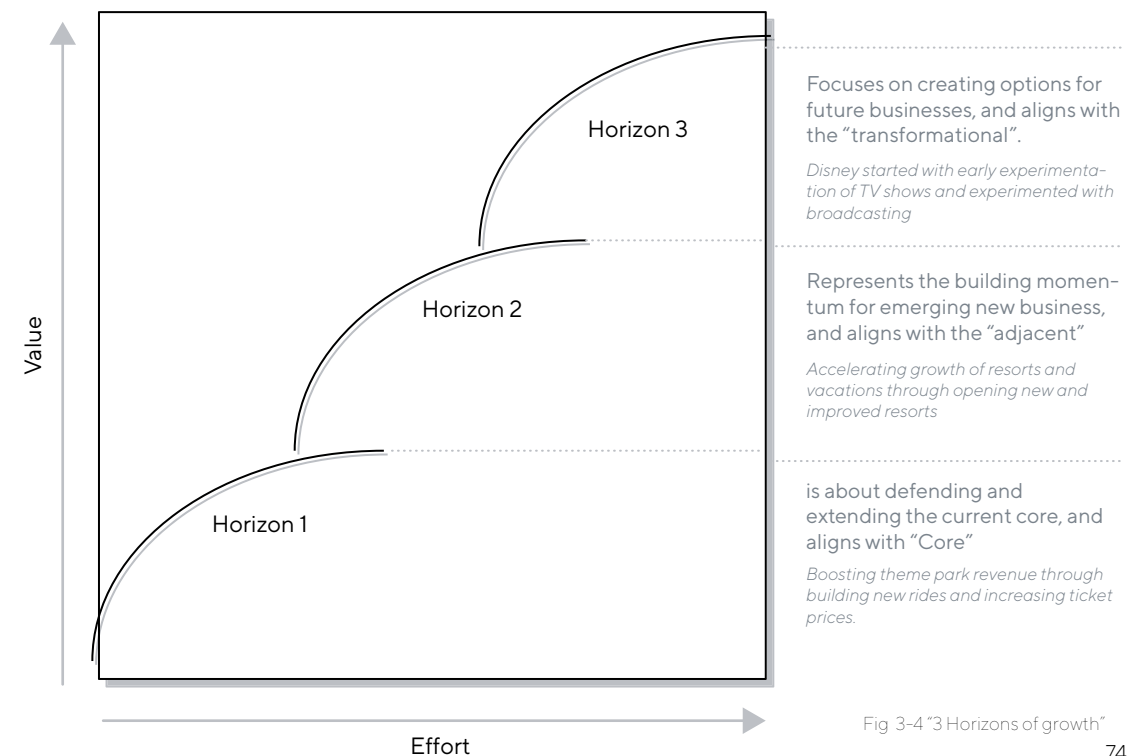 Focuses on creating options for
future businesses, and aligns with
the “transformational”.
Horizon 3
Disney started with early experimenta-
tion of TV shows and experimented with
broadcasting
Represents the building momen-
tum for emerging new business,
and aligns with the “adjacent”
Horizon 2
Value
Accelerating growth of resorts and
vacations through opening new and
improved resorts
is about defending and
extending the current core, and
aligns with “Core”
Horizon 1
Boosting theme park revenue through
building new rides and increasing ticket
prices.
Fig 3-4 “3 Horizons of growth”
Effort
74